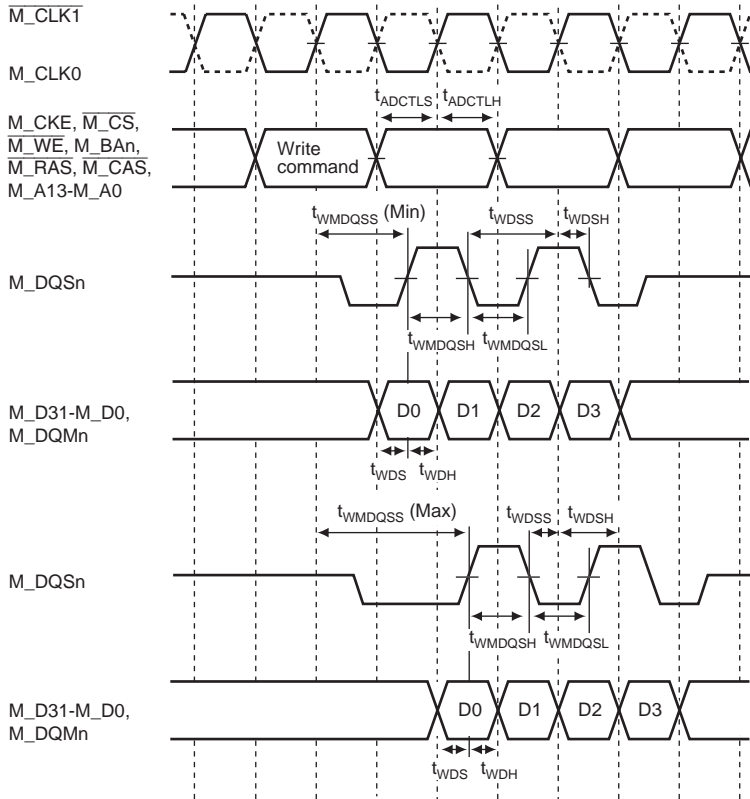 M_CLK1
M_CLK0
tADCTLS tADCTLH
M_CKE, M_CS,
M_WE, M_BAn,
M_RAS, M_CAS,
M_A13-M_A0
Write
command
tWMDQSS (Min) tWDSS tWDSH
M_DQSn
tWMDQSH tWMDQSL
M_D31-M_D0,
M_DQMn
D0 D1 D2 D3
tWDS tWDH
tWMDQSS (Max) tWDSS tWDSH
M_DQSn
tWMDQSH tWMDQSL
M_D31-M_D0,
M_DQMn
D0 D1 D2 D3
tWDS tWDH